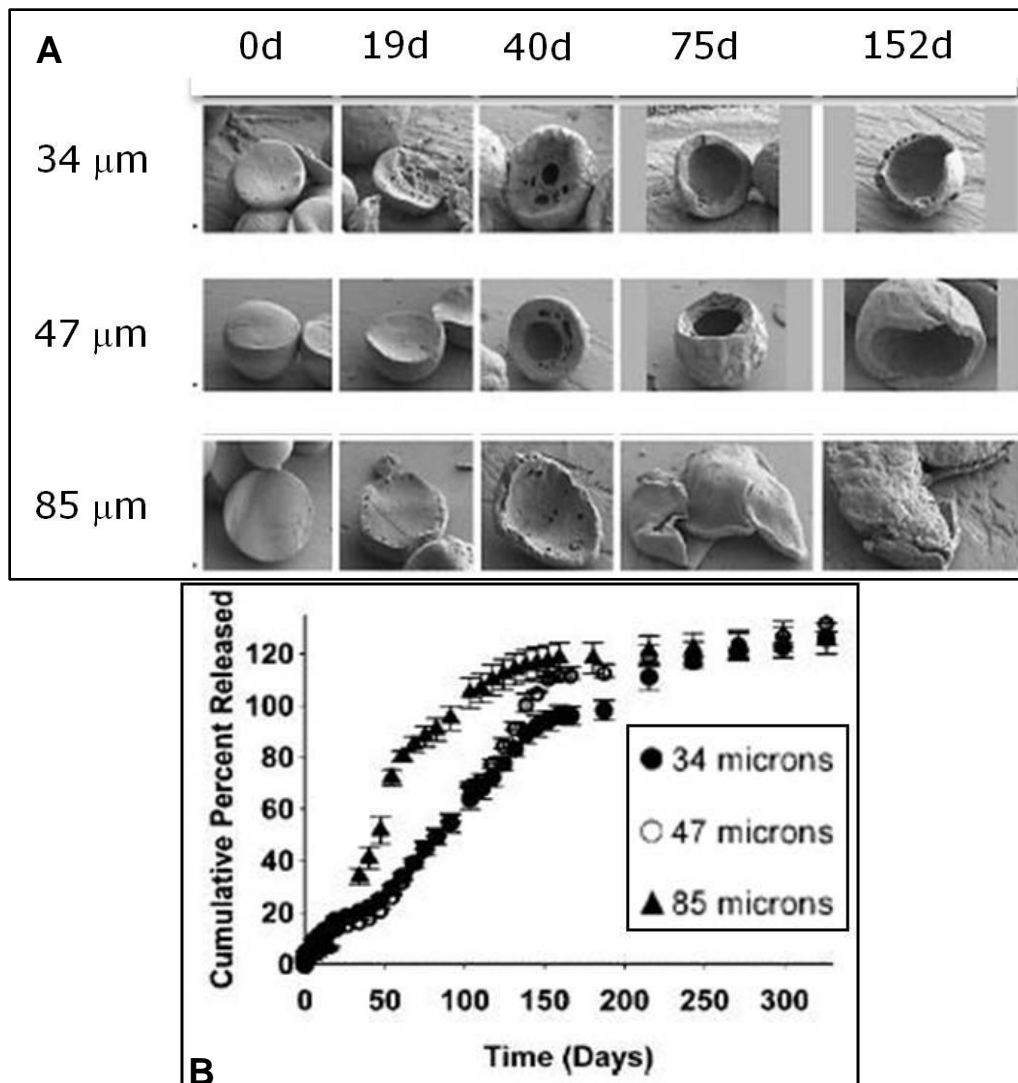 A
0d 19d 40d 75d 152d
34 μm
47 μm
85 μm
Cumulative Percent Released
120
100
80
60
40
20
0
34 microns
47 microns
85 microns
0 50 100 150 200 250 300
Time (Days)
B